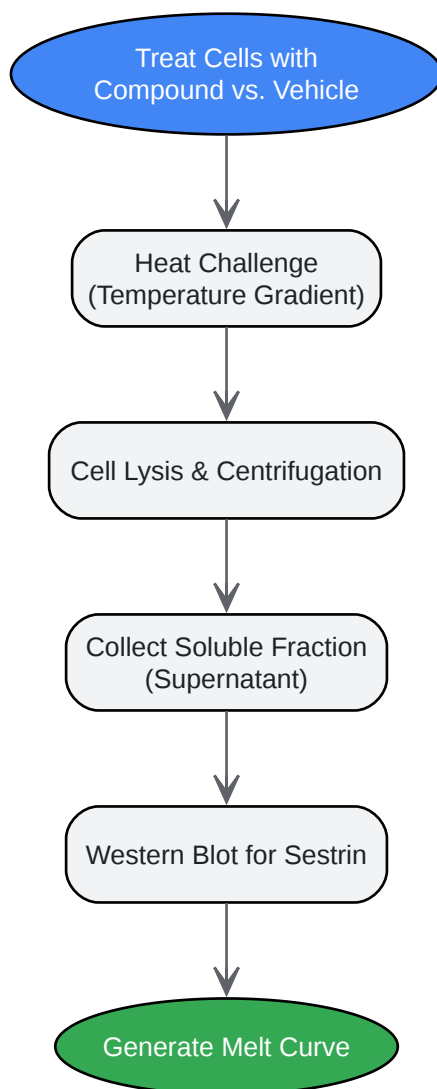 Treat Cells with
Compound vs. Vehicle
Heat Challenge
(Temperature Gradient)
Cell Lysis & Centrifugation
Collect Soluble Fraction
(Supernatant)
Western Blot for Sestrin
Generate Melt Curve